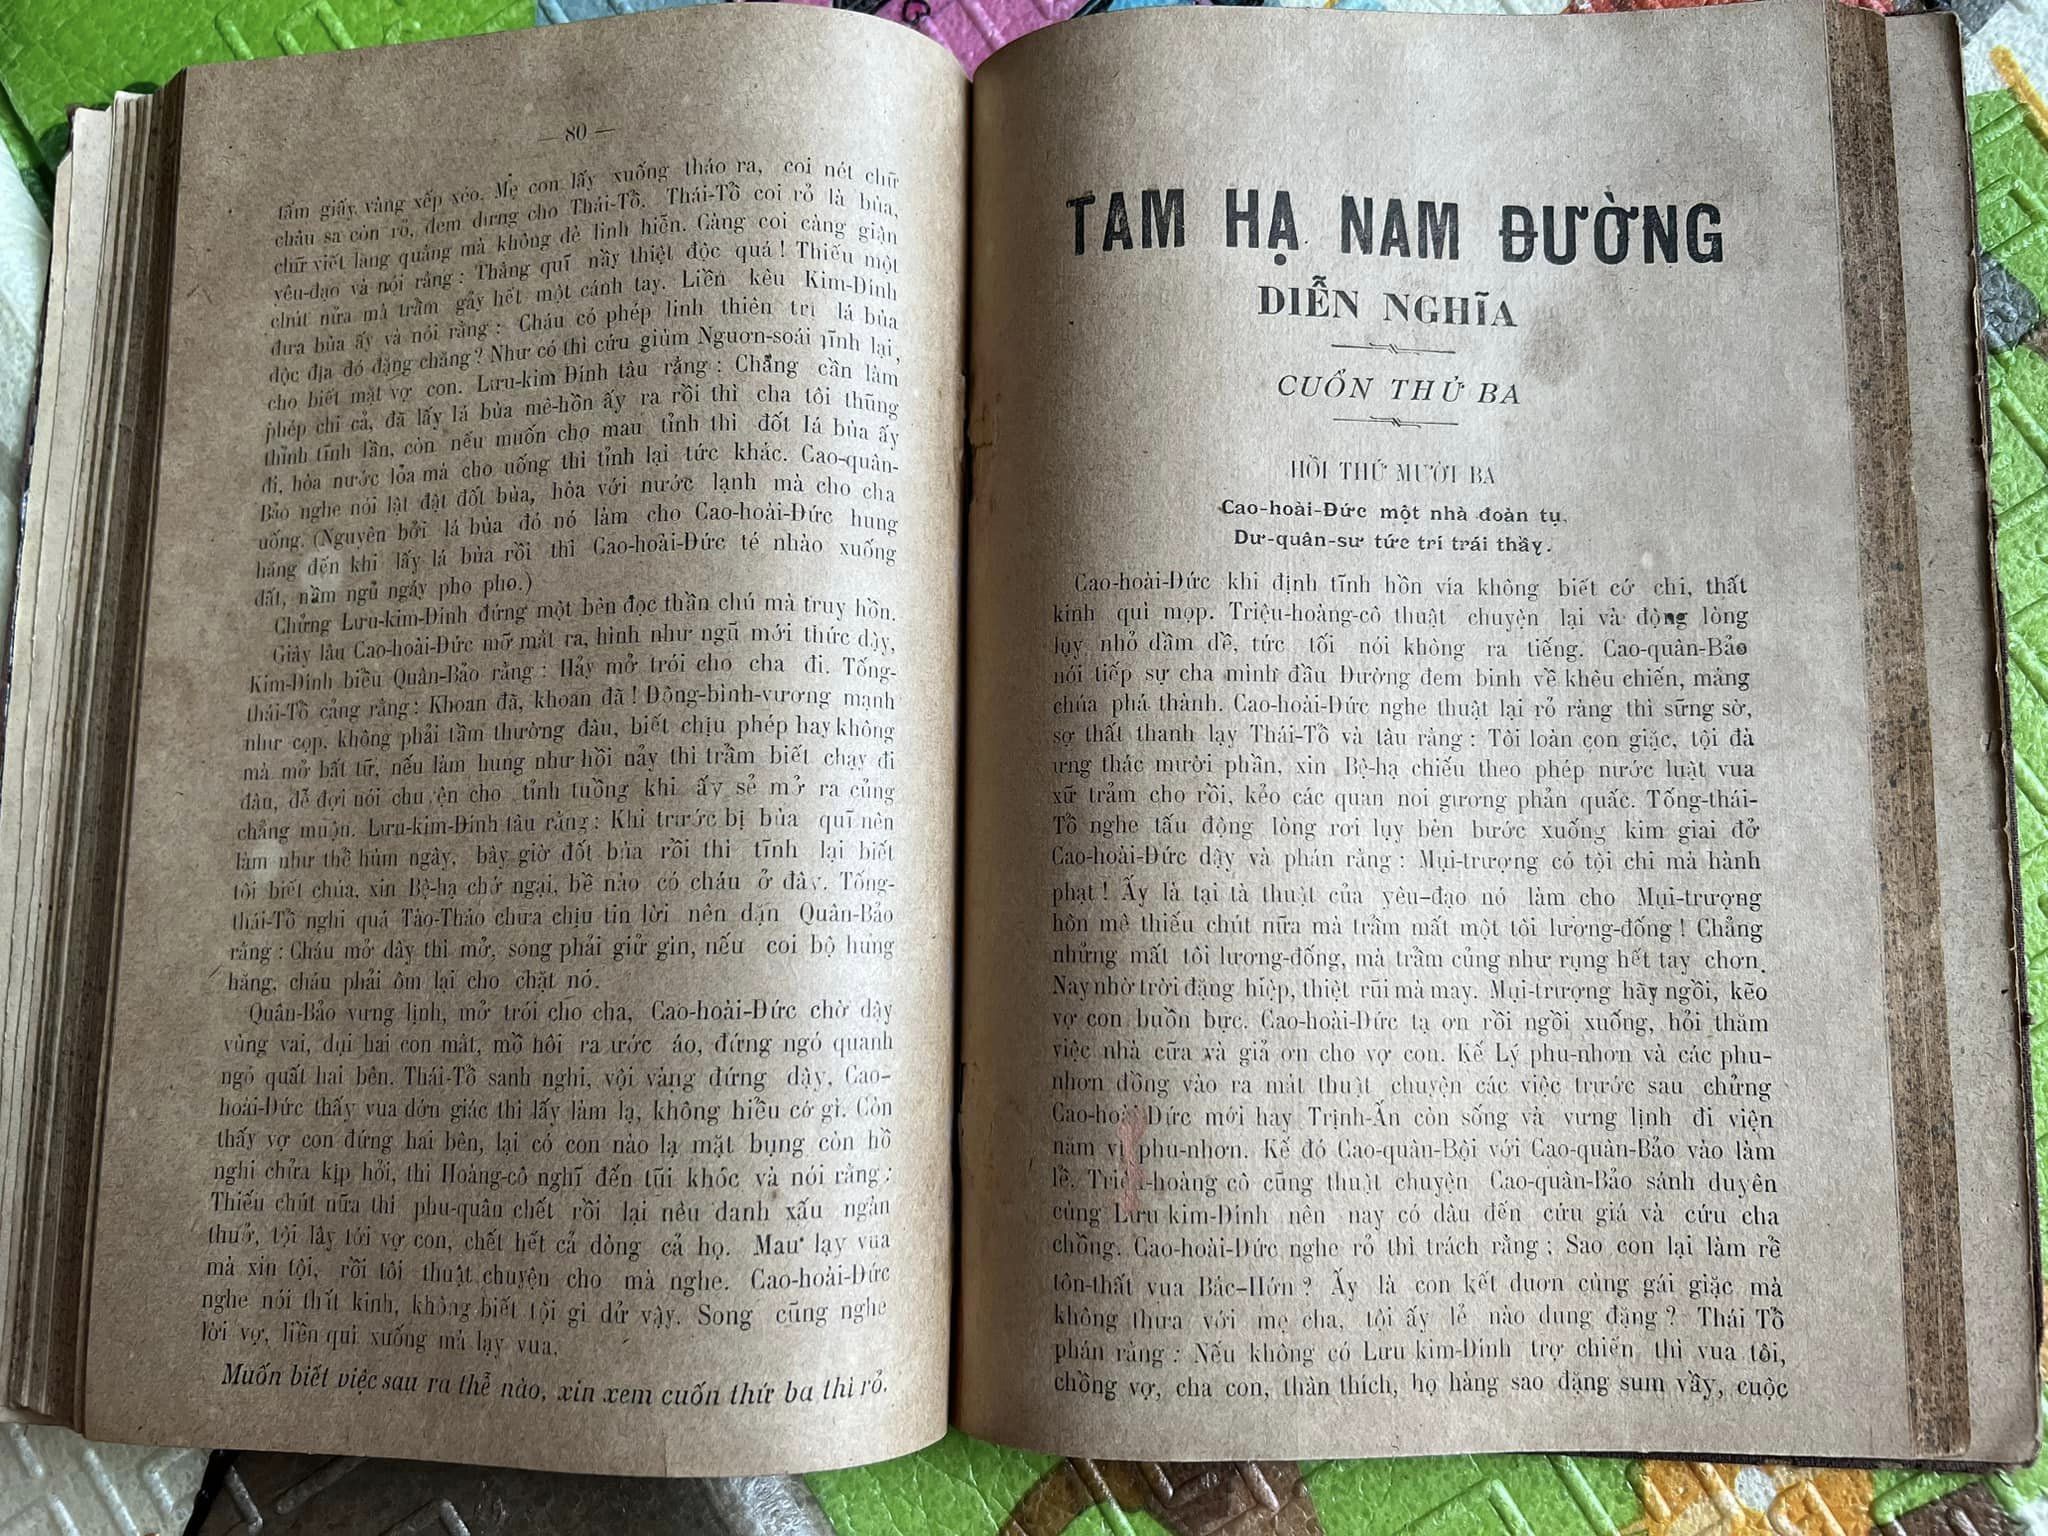 — 80 —
tấm giấy vàng xếp xéo. Mẹ con lấy xuống tháo ra, coi nét chữ
châu sa còn rỏ, đem dưng cho Thái-Tồ. Thái-Tồ coi rỏ là bùa,
chữ viết lăng quăng mà không đề linh hiển. Càng coi càng giận
yêu-đạo và nói rằng : Thằng quỉ nầy thiệt độc quá ! Thiếu một
chút nửa mà trẫm gảy hết một cánh tay. Liền kêu Kim-Đính
đưa bùa ấy và nói rằng : Cháu có phép linh thiên trị lá bùa
độc địa đó đặng chăng ? Như có thì cứu giùm Nguơn-soái tĩnh lại,
cho biết mặt vợ con. Lưu-kim Đính tâu rằng : Chẳng cần làm
phép chi cả, đã lấy lá bùa mê-hồn ấy ra rồi thì cha tôi thũng
thỉnh tỉnh lần, còn nếu muốn cho mau tỉnh thì đốt lá bùa ấy
đi, hòa nước lỏa mà cho uống thì tỉnh lại tức khắc. Cao-quân-
Bảo nghe nói lật đật đốt bùa, hòa với nước lạnh mà cho cha
uống. (Nguyên bởi lá bùa đó nó làm cho Cao-hoài-Đức hung
hăng đến khi lấy lá bùa rồi thì Cao-hoài-Đức té nhào xuống
đất, nằm ngủ ngáy pho pho.)
Chừng Lưu-kim-Đính đứng một bên đọc thần chú mà truy hồn.
Giây lâu Cao-hoài-Đức mỡ mắt ra, hình như ngũ mới thức dậy,
Kim-Đính biểu Quân-Bảo rằng : Hảy mở trói cho cha đi. Tống-
thái-Tồ cảng rằng : Khoan đã, khoan đã ! Đông-bình-vương mạnh
như cọp, không phải tầm thường đâu, biết chịu phép hay không
mà mở bất tử, nếu làm hung như hồi nảy thì trẫm biết chạy đi
đâu, để đợi nói chuyện cho tỉnh tuồng khi ấy sẻ mở ra củng
chẳng muộn. Lưu-kim-Đính tâu rằng : Khi trước bị bùa quỉ nên
làm như thể hùm ngây, bây giờ đốt bùa rồi thì tĩnh lại biết
tôi biết chúa, xin Bệ-hạ chớ ngại, bề nào có cháu ở đây. Tống-
thái-Tồ nghi quá Tào-Tháo chưa chịu tin lời nên dặn Quân-Bảo
rằng : Cháu mở dây thì mở, song phải giử gìn, nếu coi bộ hung
hăng, cháu phải ôm lại cho chặt nó.
Quân-Bảo vưng lịnh, mở trói cho cha, Cao-hoài-Đức chờ dậy
vùng vai, dụi hai con mắt, mồ hôi ra ước áo, đứng ngó quanh
ngó quất hai bên. Thái-Tồ sanh nghi, vội vàng đứng dậy, Cao-
hoài-Đức thấy vua dớn giác thì lấy làm lạ, không hiểu cớ gì. Còn
thấy vợ con đứng hai bên, lại có con nào lạ mặt bụng còn hồ
nghi chửa kịp hỏi, thì Hoàng-cô nghĩ đến tũi khóc và nói rằng :
Thiếu chút nữa thì phu-quân chết rồi lại nêu danh xấu ngàn
thuở, tội lây tới vợ con, chết hết cả dòng cả họ. Mau lạy vua
mà xin tội, rồi tôi thuật chuyện cho mà nghe. Cao-hoài-Đức
nghe nói thất kinh, không biết tội gì dử vậy. Song cũng nghe
lời vợ, liền quì xuống mà lạy vua.
Muốn biết việc sau ra thể nào, xin xem cuốn thứ ba thì rỏ.
TAM HẠ NAM ĐƯỜNG
DIỄN NGHĨA
CUỔN THỬ BA
HỒI THỨ MƯỜI BA
Cao-hoài-Đức một nhà đoàn tụ,
Dư-quân-sư tức trí trái thầy.
Cao-hoài-Đức khi định tĩnh hồn vía không biết cớ chi, thất
kinh quì mọp. Triệu-hoàng-cô thuật chuyện lại và động lòng
lụy nhỏ dầm dề, tức tối nói không ra tiếng. Cao-quân-Bảo
nói tiếp sự cha mình đầu Đường đem binh về khêu chiến, mắng
chúa phá thành. Cao-hoài-Đức nghe thuật lại rỏ ràng thì sững sờ,
sợ thất thanh lạy Thái-Tồ và tâu rằng : Tôi loàn con giặc, tội đà
ưng thác mười phần, xin Bệ-hạ chiếu theo phép nước luật vua
xữ trảm cho rồi, kẻo các quan noi gương phản quấc. Tống-thái-
Tồ nghe tấu động lòng rơi lụy bèn bước xuống kim giai đở
Cao-hoài-Đức dậy và phán rằng : Mụi-trượng có tội chi mà hành
phạt ! Ấy là tại tà thuật của yêu-đạo nó làm cho Mụi-trượng
hôn mê thiếu chút nữa mà trẫm mất một tôi lương-đống ! Chẳng
nhửng mất tôi lương-đống, mà trẫm củng như rụng hết tay chơn.
Nay nhờ trời đặng hiệp, thiệt rũi mà may. Mụi-trượng hãy ngồi, kẽo
vợ con buồn bực. Cao-hoài-Đức tạ ơn rồi ngồi xuống, hỏi thăm
việc nhà cữa và giả ơn cho vợ con. Kế Lý phu-nhơn và các phu-
nhơn đồng vào ra mắt thuật chuyện các việc trước sau chừng
Cao-hoài-Đức mới hay Trịnh-Ấn còn sống và vưng lịnh đi viện
năm vị phu-nhơn. Kế đó Cao-quân-Bội với Cao-quân-Bảo vào làm
lề. Triệu-hoàng cô cũng thuật chuyện Cao-quân-Bảo sánh duyên
cùng Lưu kim-Đính nên nay có dâu đến cứu giá và cứu cha
chồng. Cao-hoài-Đức nghe rỏ thì trách rằng : Sao con lại làm rể
tôn-thất vua Bắc-Hớn ? Ấy là con kết duơn cùng gái giặc mà
không thưa với mẹ cha, tội ấy lẻ nào dung đặng ? Thái Tồ
phán rằng : Nếu không có Lưu kim-Đính trợ chiến thì vua tôi,
chồng vợ, cha con, thân thích, họ hàng sao đặng sum vầy, cuộc